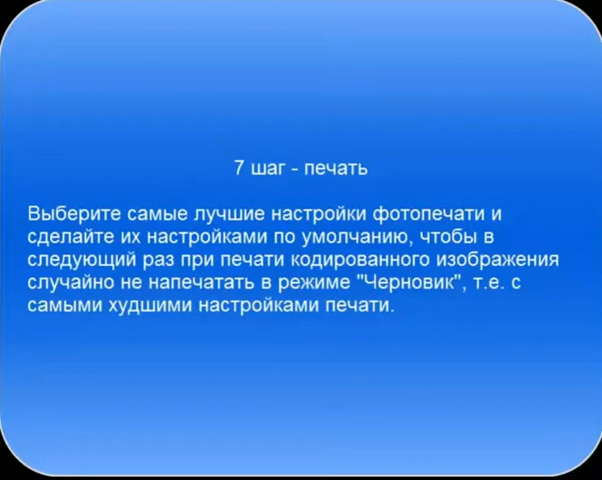 7 шаг - печать
Выберите самые лучшие настройки фотопечати и
сделайте их настройками по умолчанию, чтобы в
следующий раз при печати кодированного изображения
случайно не напечатать в режиме "Черновик", т.е. с
самыми худшими настройками печати.